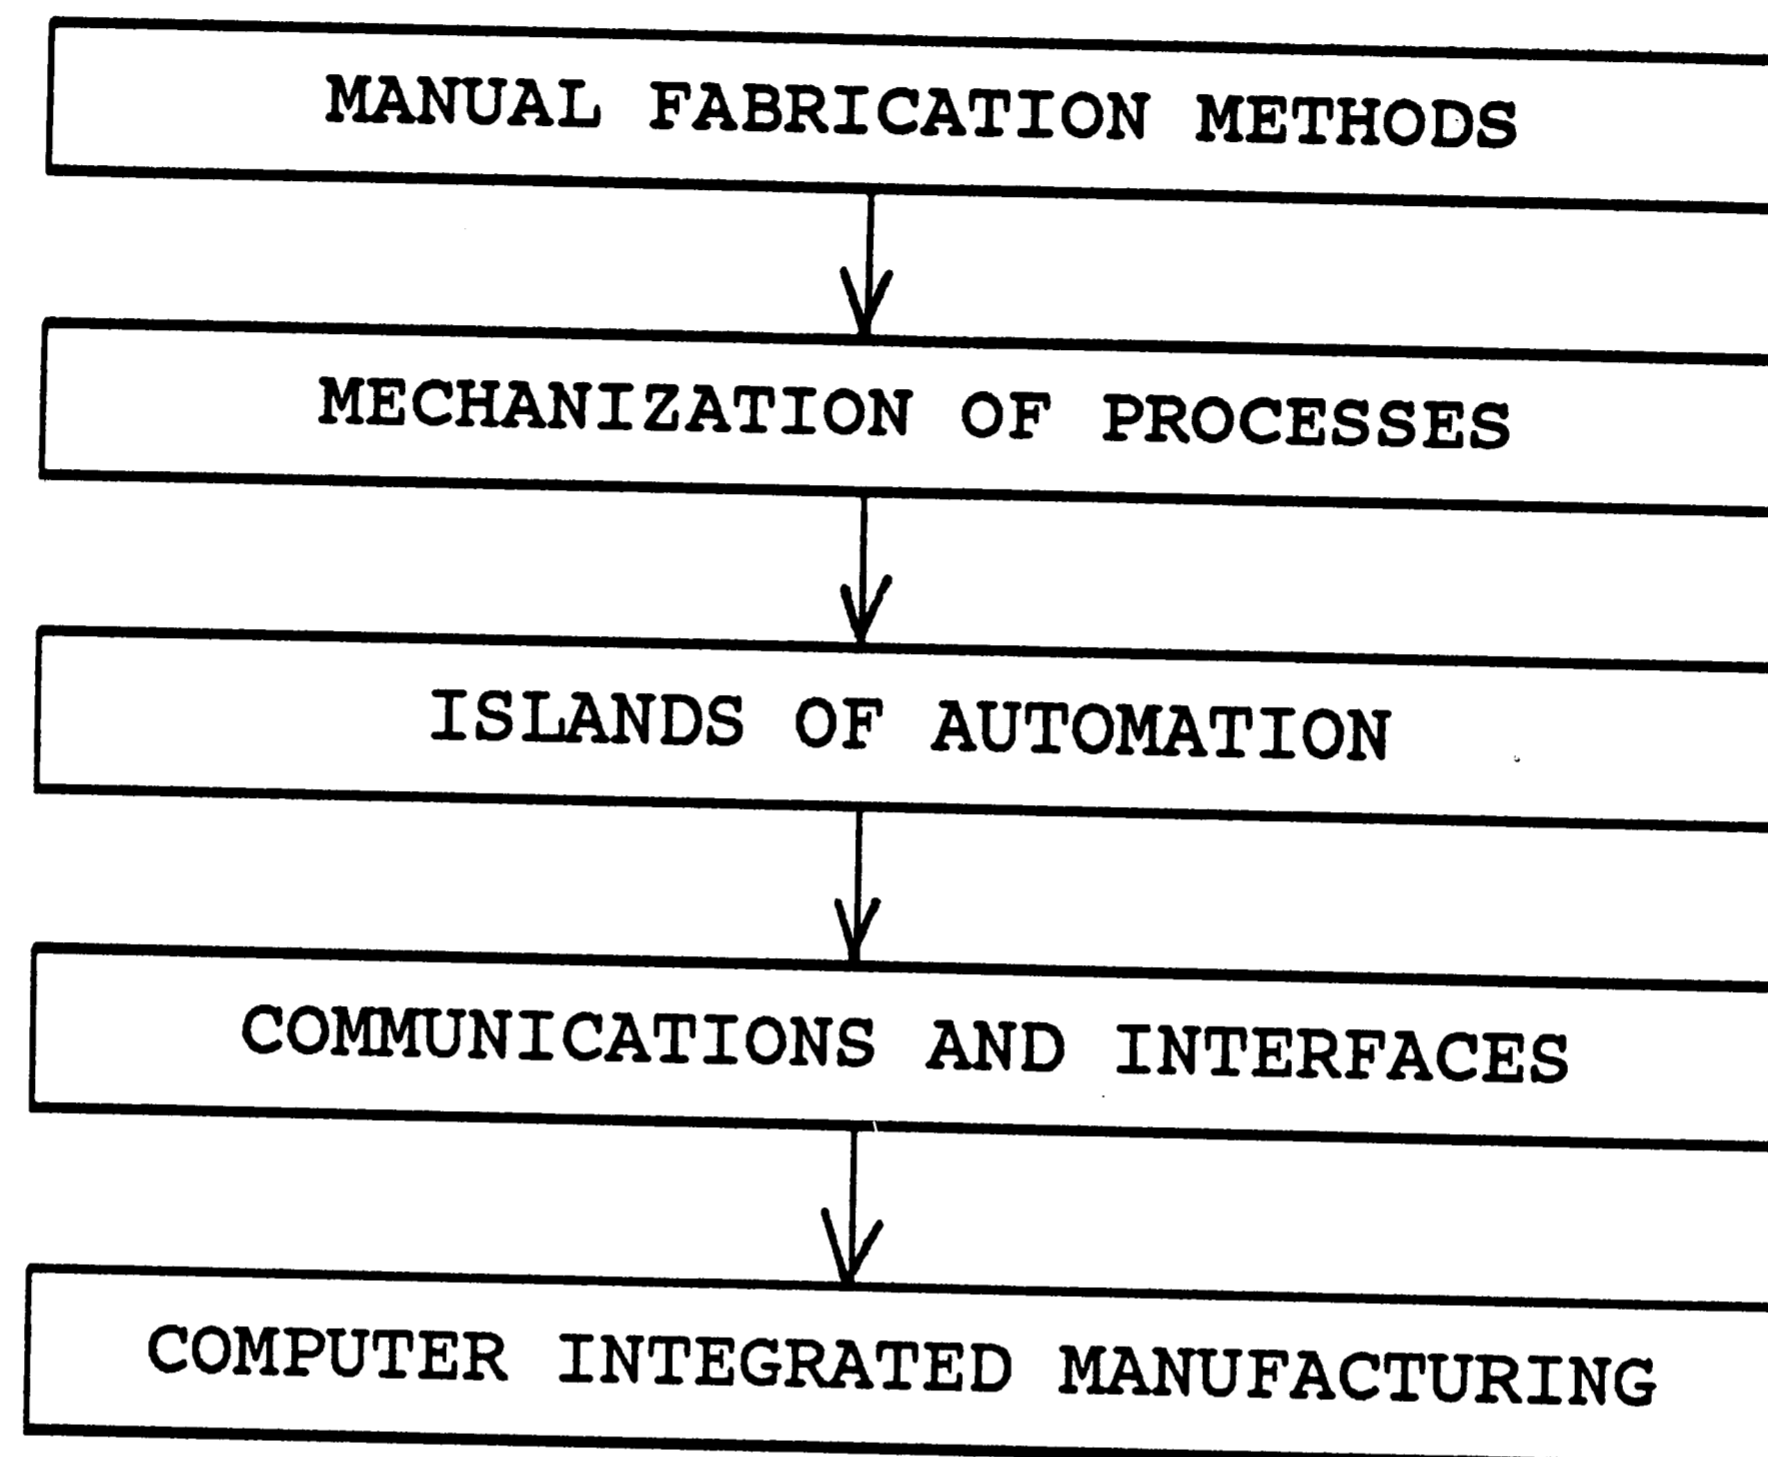 MANUAL FABRICATION METHODS
MECHANIZATION OF PROCESSES
ISLANDS OF AUTOMATION
COMMUNICATIONS AND INTERFACES
COMPUTER INTEGRATED MANUFACTURING